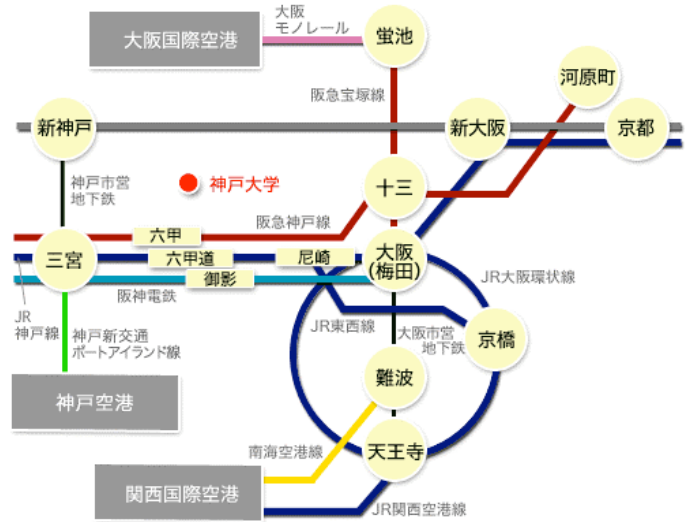 大阪
モノレール
大阪国際空港
蛍池
河原町
阪急宝塚線
新神戸
新大阪
京都
神戸市営
地下鉄
神戸大学
十三
阪急神戸線
六甲
三宮
六甲道
尼崎
大阪
(梅田)
御影
JR大阪環状線
阪神電鉄
JR
神戸線
神戸新交通
ポートアイランド線
JR東西線
大阪市営
地下鉄
京橋
難波
神戸空港
南海空港線
天王寺
関西国際空港
JR関西空港線